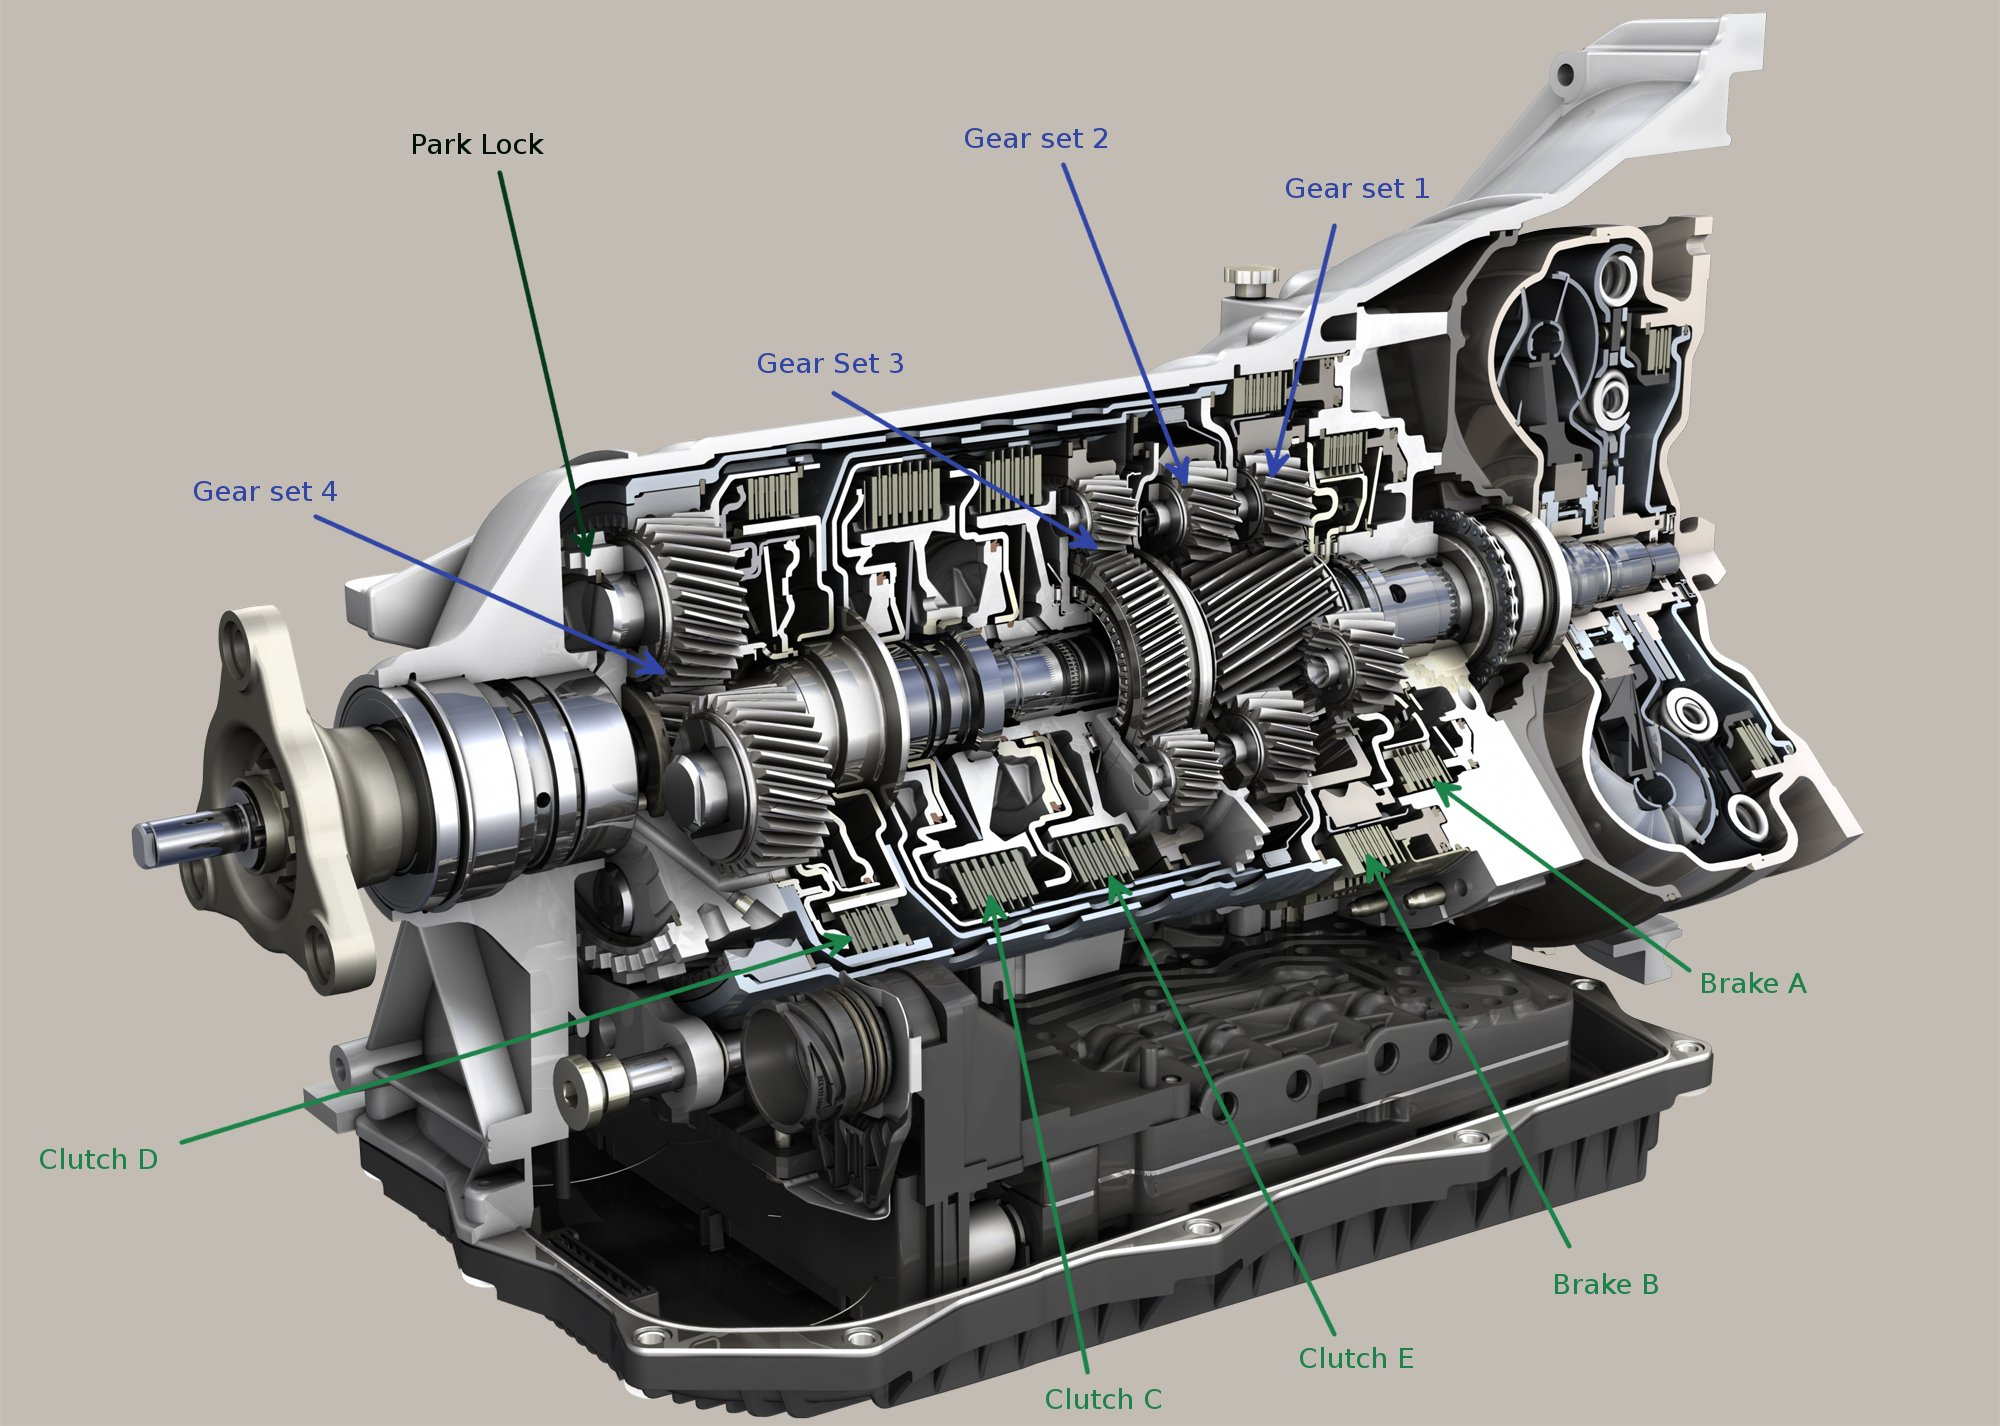 Park Lock
Gear set 2
Gear set 1
Gear Set 3
Gear set 4
Brake A
Clutch D
Brake B
Clutch E
Clutch C